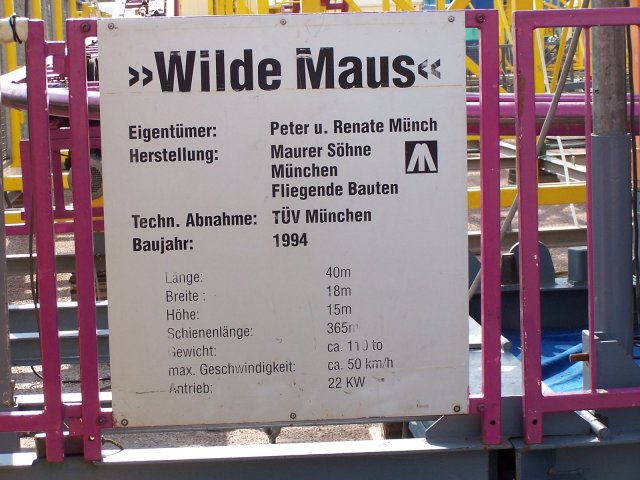 »Wilde Maus«
Eigentümer: Peter u. Renate Münch
Herstellung: Maurer Söhne
München
Fliegende Bauten
Techn. Abnahme: TÜV München
Baujahr: 1994
Länge: 40m
Breite : 18m
Höhe: 15m
Schienenlänge: 365m
Gewicht: ca. 110 to
max. Geschwindigkeit: ca. 50 km/h
Antrieb: 22 KW